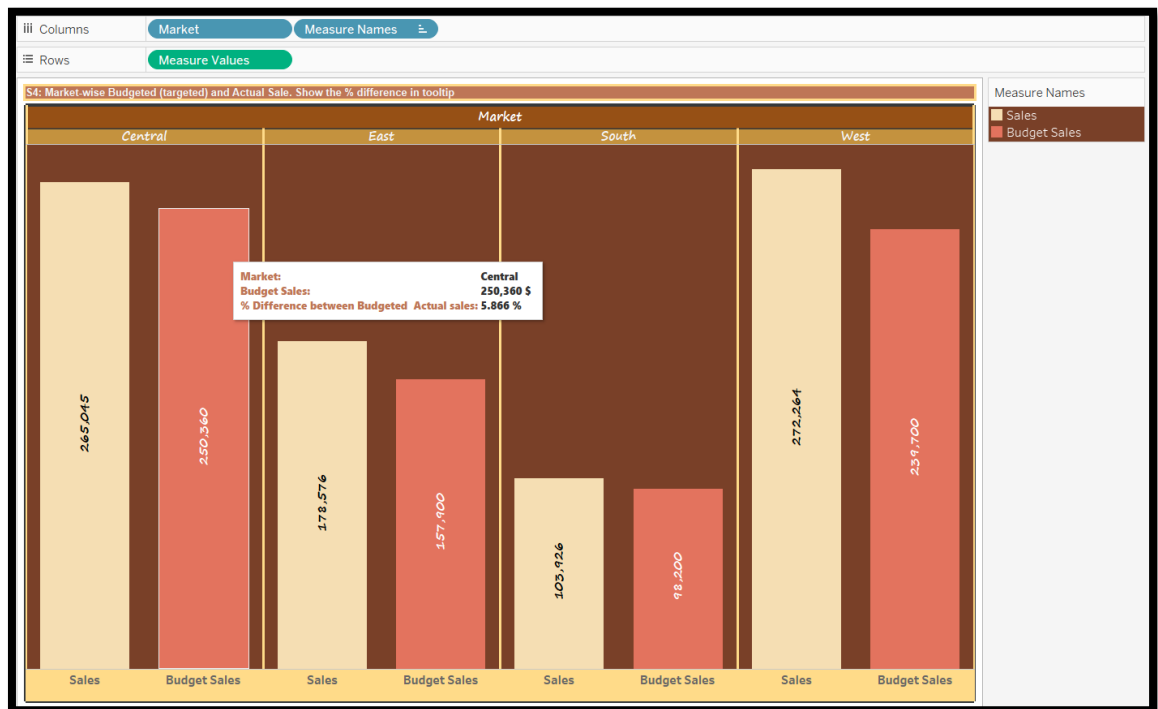 Columns Market Measure Names
Rows Measure Values
S4: Market-wise Budgeted (targeted) and Actual Sale. Show the % difference in tooltip
Market
Central East South West
265,045 250,360 178,576 157,900 103,926 98,200 272,264 239,700
Market: Central
Budget Sales: 250,360 $
% Difference between Budgeted Actual sales: 5.866 %
Sales Budget Sales Sales Budget Sales Sales Budget Sales Sales Budget Sales
Measure Names
Sales
Budget Sales